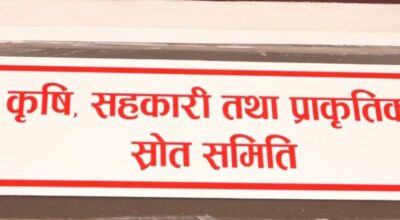 कृषि, सहकारी तथा प्राकृतिक
स्रोत समिति